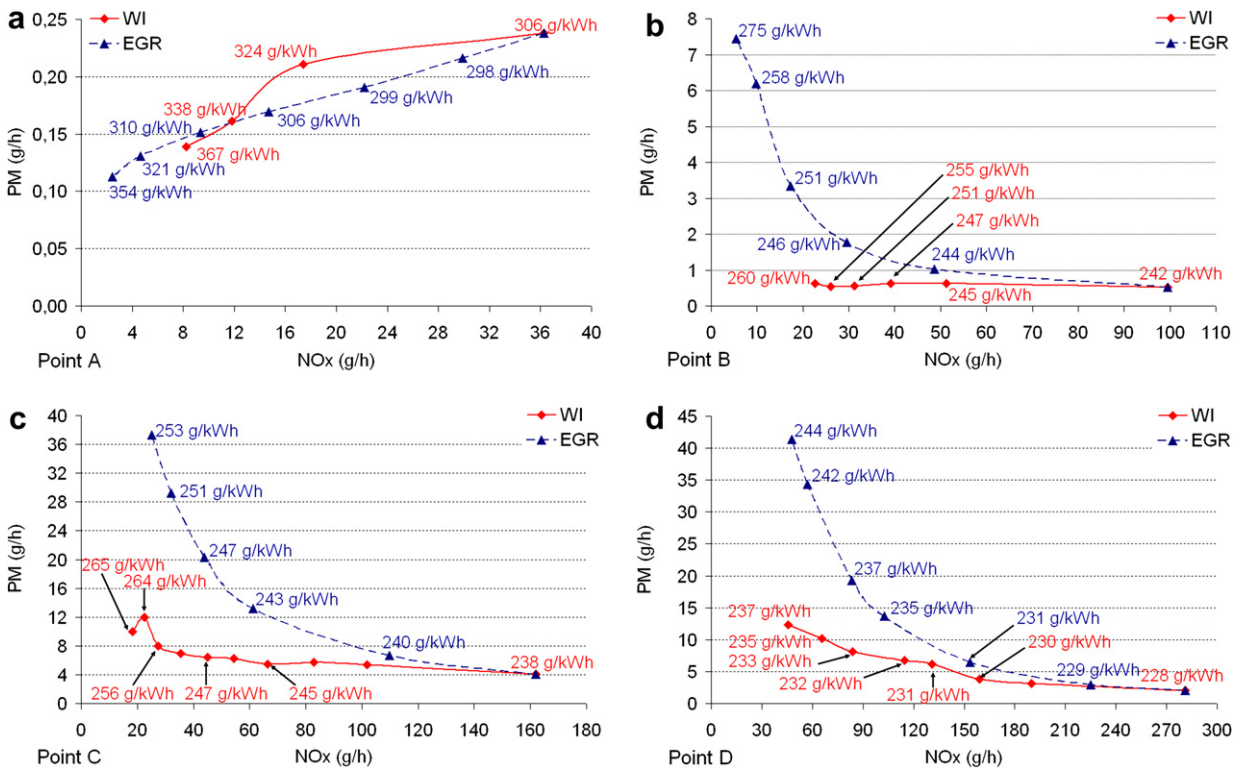 a
WI
EGR
PM (g/h)
0,25
0,20
0,15
0,10
0,05
0,00
306 g/kWh
324 g/kWh
298 g/kWh
299 g/kWh
338 g/kWh
310 g/kWh
306 g/kWh
367 g/kWh
321 g/kWh
354 g/kWh
0 4 8 12 16 20 24 28 32 36 40
Point A
NOx (g/h)
b
WI
EGR
PM (g/h)
8
7
6
5
4
3
2
1
0
275 g/kWh
258 g/kWh
255 g/kWh
251 g/kWh
251 g/kWh
247 g/kWh
246 g/kWh
244 g/kWh
260 g/kWh
242 g/kWh
245 g/kWh
0 10 20 30 40 50 60 70 80 90 100 110
Point B
NOx (g/h)
c
WI
EGR
PM (g/h)
40
36
32
28
24
20
16
12
8
4
0
253 g/kWh
251 g/kWh
247 g/kWh
265 g/kWh
264 g/kWh
243 g/kWh
240 g/kWh
238 g/kWh
256 g/kWh
247 g/kWh
245 g/kWh
0 20 40 60 80 100 120 140 160 180
Point C
NOx (g/h)
d
WI
EGR
PM (g/h)
45
40
35
30
25
20
15
10
5
0
244 g/kWh
242 g/kWh
237 g/kWh
235 g/kWh
231 g/kWh
237 g/kWh
230 g/kWh
235 g/kWh
233 g/kWh
229 g/kWh
228 g/kWh
232 g/kWh
231 g/kWh
0 30 60 90 120 150 180 210 240 270 300
Point D
NOx (g/h)